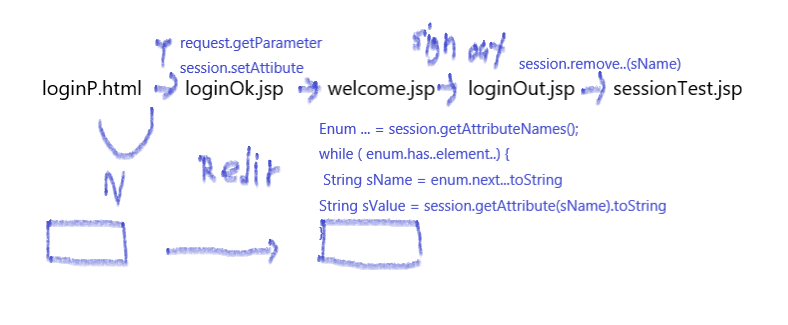 sign out
Y request.getParameter
session.setAttibute
session.remove..(sName)
loginP.html loginOk.jsp welcome.jsp loginOut.jsp sessionTest.jsp
Enum ... = session.getAttributeNames();
while ( enum.has..element..) {
String sName = enum.next...toString
String sValue = session.getAttribute(sName).toString
}
N